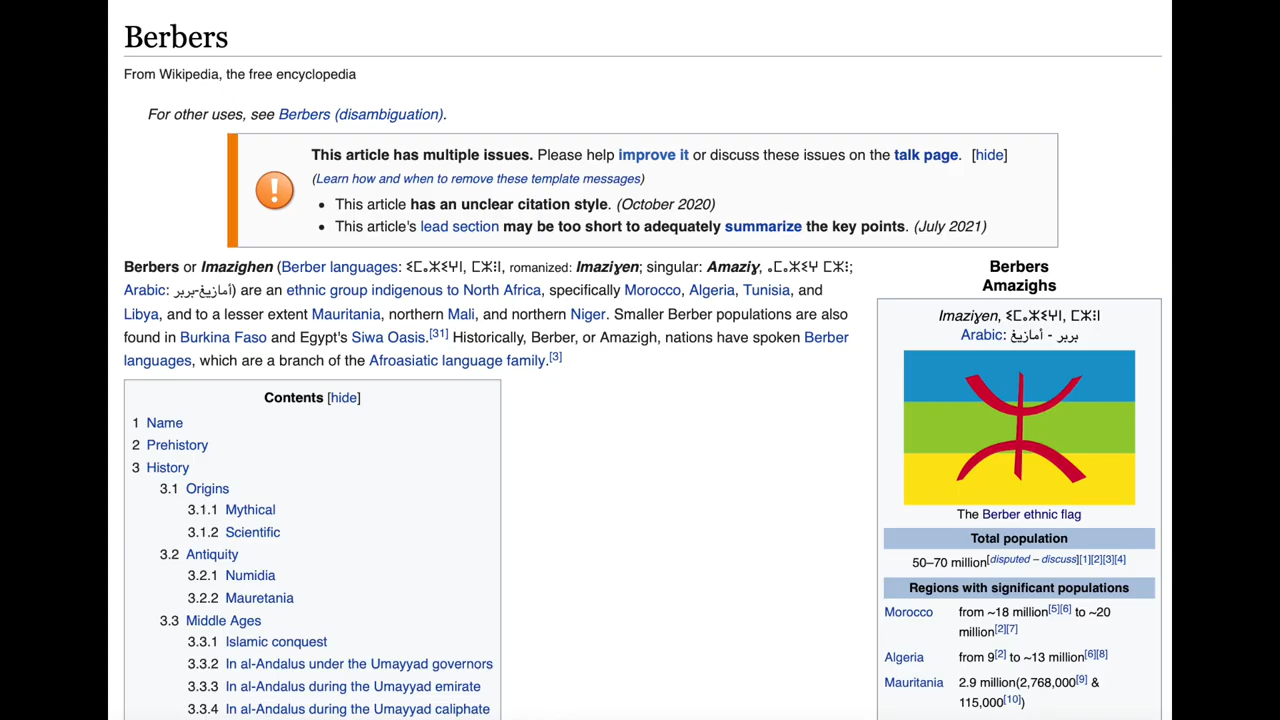 Berbers
From Wikipedia, the free encyclopedia
For other uses, see Berbers (disambiguation).
This article has multiple issues. Please help improve it or discuss these issues on the talk page. [hide]
(Learn how and when to remove these template messages)
• This article has an unclear citation style. (October 2020)
• This article's lead section may be too short to adequately summarize the key points. (July 2021)
Berbers or Imazighen (Berber languages: ⵉⵎⴰⵣⵉⵖⵏ, ⵎⵣⵗⵏ, romanized: Imaziɣen; singular: Amaziɣ, ⴰⵎⴰⵣⵉⵖ ⵎⵣⵗ;
Arabic: أمازيغ-بربر) are an ethnic group indigenous to North Africa, specifically Morocco, Algeria, Tunisia, and
Libya, and to a lesser extent Mauritania, northern Mali, and northern Niger. Smaller Berber populations are also
found in Burkina Faso and Egypt's Siwa Oasis.[31] Historically, Berber, or Amazigh, nations have spoken Berber
languages, which are a branch of the Afroasiatic language family.[3]
Contents [hide]
1 Name
2 Prehistory
3 History
3.1 Origins
3.1.1 Mythical
3.1.2 Scientific
3.2 Antiquity
3.2.1 Numidia
3.2.2 Mauretania
3.3 Middle Ages
3.3.1 Islamic conquest
3.3.2 In al-Andalus under the Umayyad governors
3.3.3 In al-Andalus during the Umayyad emirate
3.3.4 In al-Andalus during the Umayyad caliphate
Berbers
Amazighs
Imaziɣen, ⵉⵎⴰⵣⵉⵖⵏ, ⵎⵣⵗⵏ
Arabic: بربر - أمازيغ
The Berber ethnic flag
Total population
50–70 million[disputed – discuss][1][2][3][4]
Regions with significant populations
Morocco from ~18 million[5][6] to ~20
million[2][7]
Algeria from 9[2] to ~13 million[6][8]
Mauritania 2.9 million(2,768,000[9] &
115,000[10])